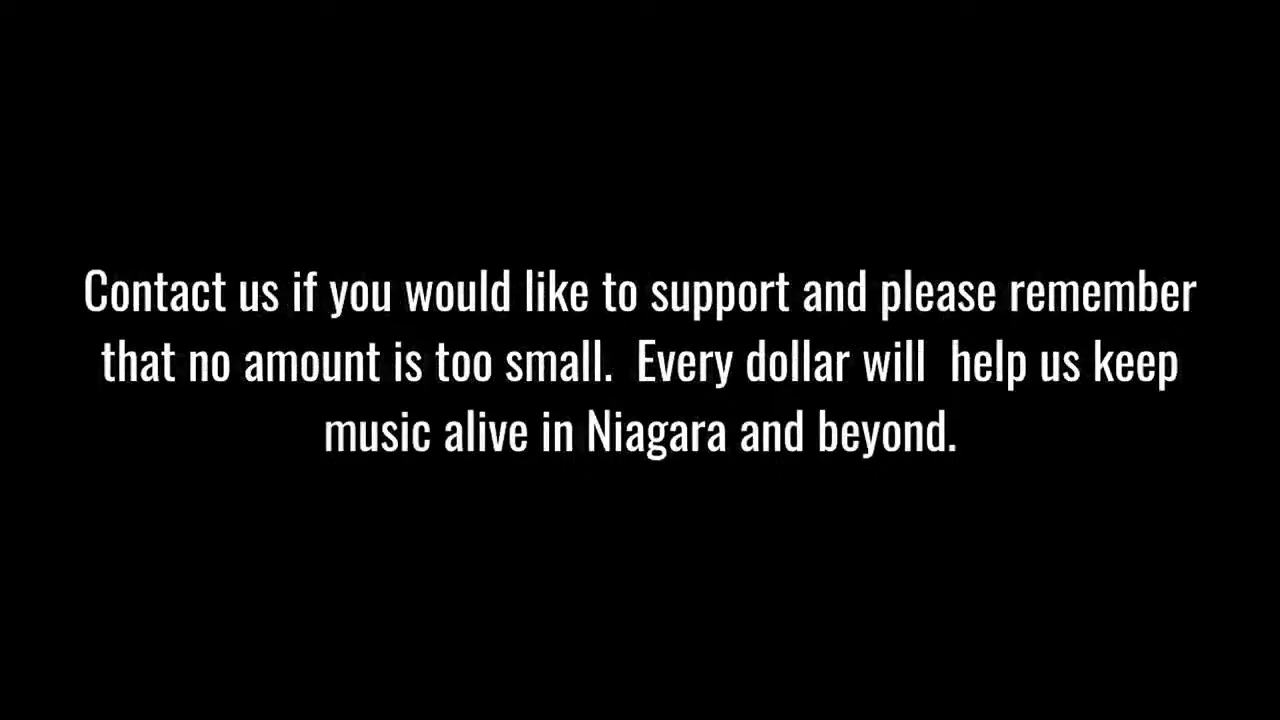 Contact us if you would like to support and please remember
that no amount is too small.  Every dollar will  help us keep
music alive in Niagara and beyond.